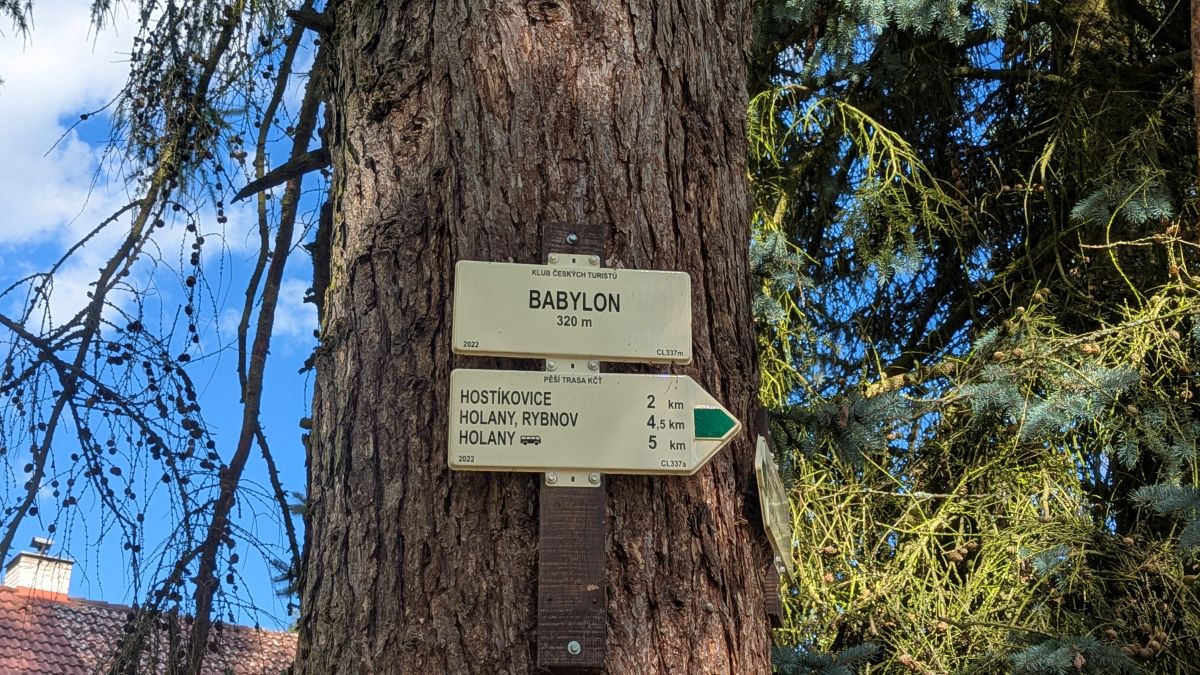 KLUB ČESKÝCH TURISTŮ
BABYLON
320 m
2022 CL337m
PĚŠÍ TRASA KČT
HOSTÍKOVICE 2 km
HOLANY, RYBNOV 4,5 km
HOLANY 5 km
2022 CL337a